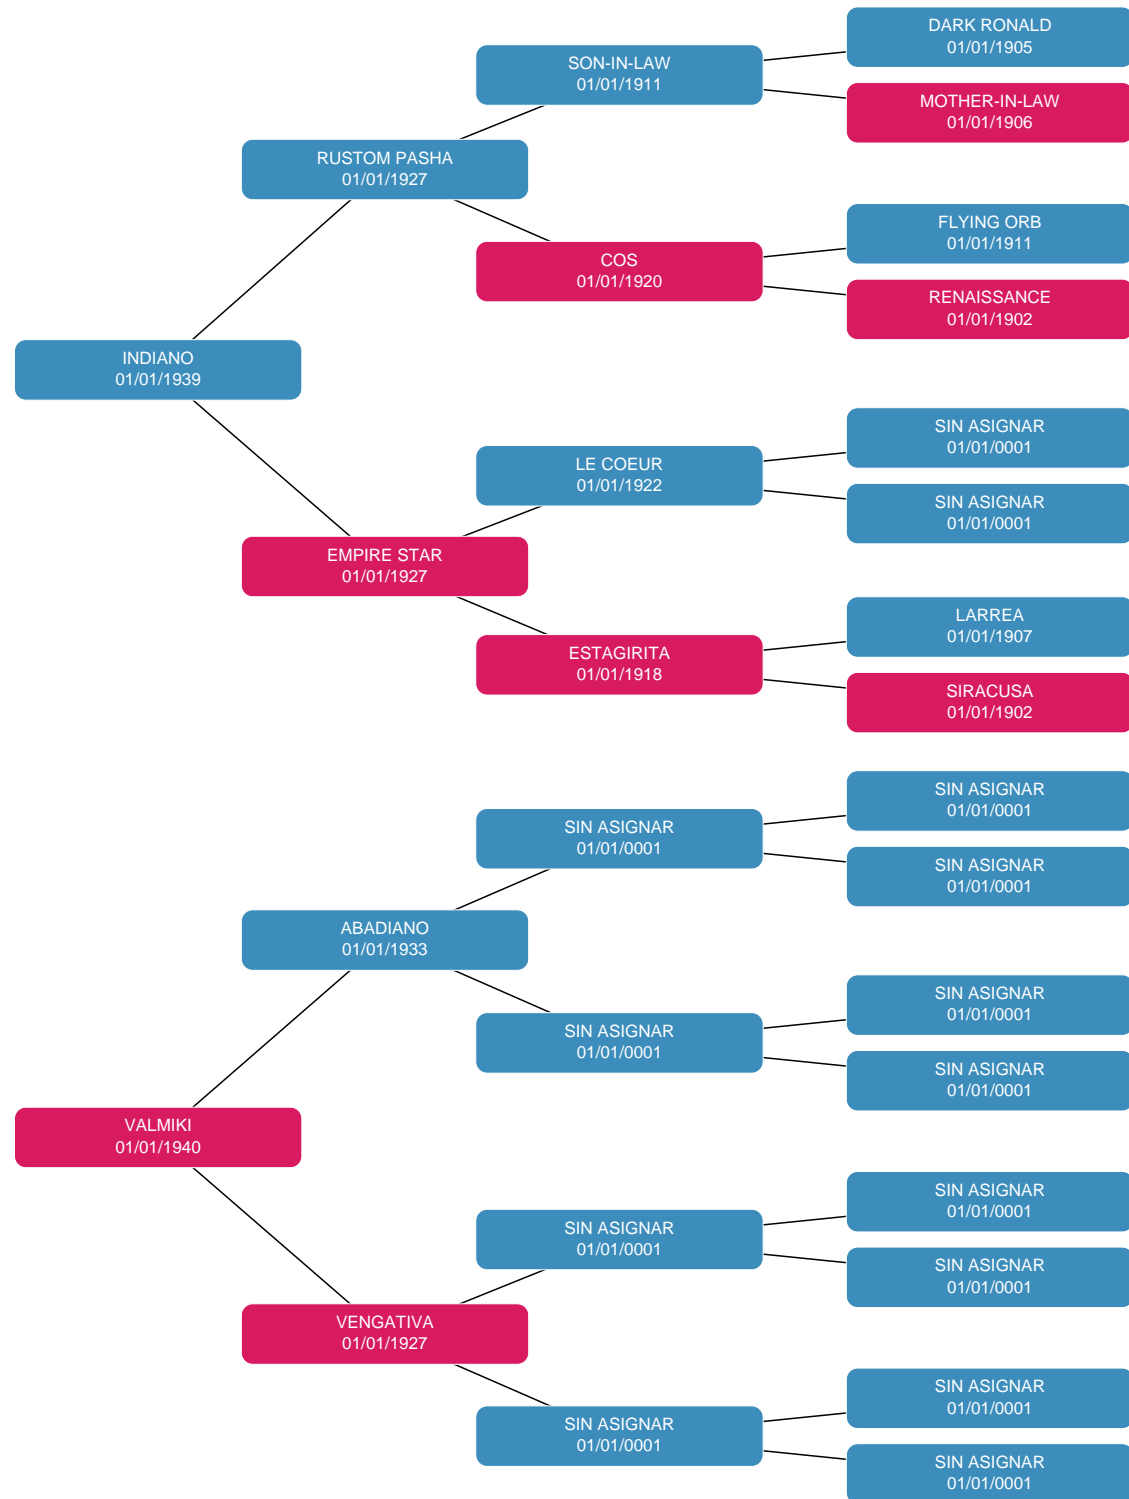 DARK RONALD
01/01/1905
SON-IN-LAW
01/01/1911
MOTHER-IN-LAW
01/01/1906
RUSTOM PASHA
01/01/1927
FLYING ORB
01/01/1911
COS
01/01/1920
RENAISSANCE
01/01/1902
INDIANO
01/01/1939
SIN ASIGNAR
01/01/0001
LE COEUR
01/01/1922
SIN ASIGNAR
01/01/0001
EMPIRE STAR
01/01/1927
LARREA
01/01/1907
ESTAGIRITA
01/01/1918
SIRACUSA
01/01/1902
SIN ASIGNAR
01/01/0001
SIN ASIGNAR
01/01/0001
SIN ASIGNAR
01/01/0001
ABADIANO
01/01/1933
SIN ASIGNAR
01/01/0001
SIN ASIGNAR
01/01/0001
SIN ASIGNAR
01/01/0001
VALMIKI
01/01/1940
SIN ASIGNAR
01/01/0001
SIN ASIGNAR
01/01/0001
SIN ASIGNAR
01/01/0001
VENGATIVA
01/01/1927
SIN ASIGNAR
01/01/0001
SIN ASIGNAR
01/01/0001
SIN ASIGNAR
01/01/0001